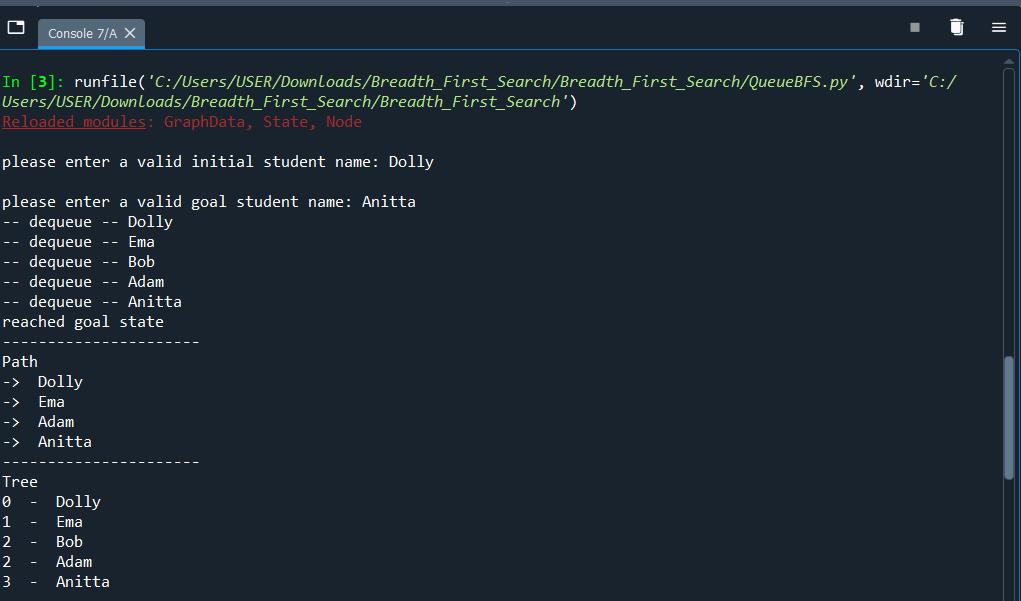 Console 7/A
In [3]: runfile('C:/Users/USER/Downloads/Breadth_First_Search/Breadth_First_Search/QueueBFS.py', wdir='C:/
Users/USER/Downloads/Breadth_First_Search/Breadth_First_Search')
Reloaded modules: GraphData, State, Node
please enter a valid initial student name: Dolly
please enter a valid goal student name: Anitta
-- dequeue -- Dolly
-- dequeue -- Ema
-- dequeue -- Bob
-- dequeue -- Adam
-- dequeue -- Anitta
reached goal state
----------------------
Path
->  Dolly
->  Ema
->  Adam
->  Anitta
----------------------
Tree
0  -  Dolly
1  -  Ema
2  -  Bob
2  -  Adam
3  -  Anitta